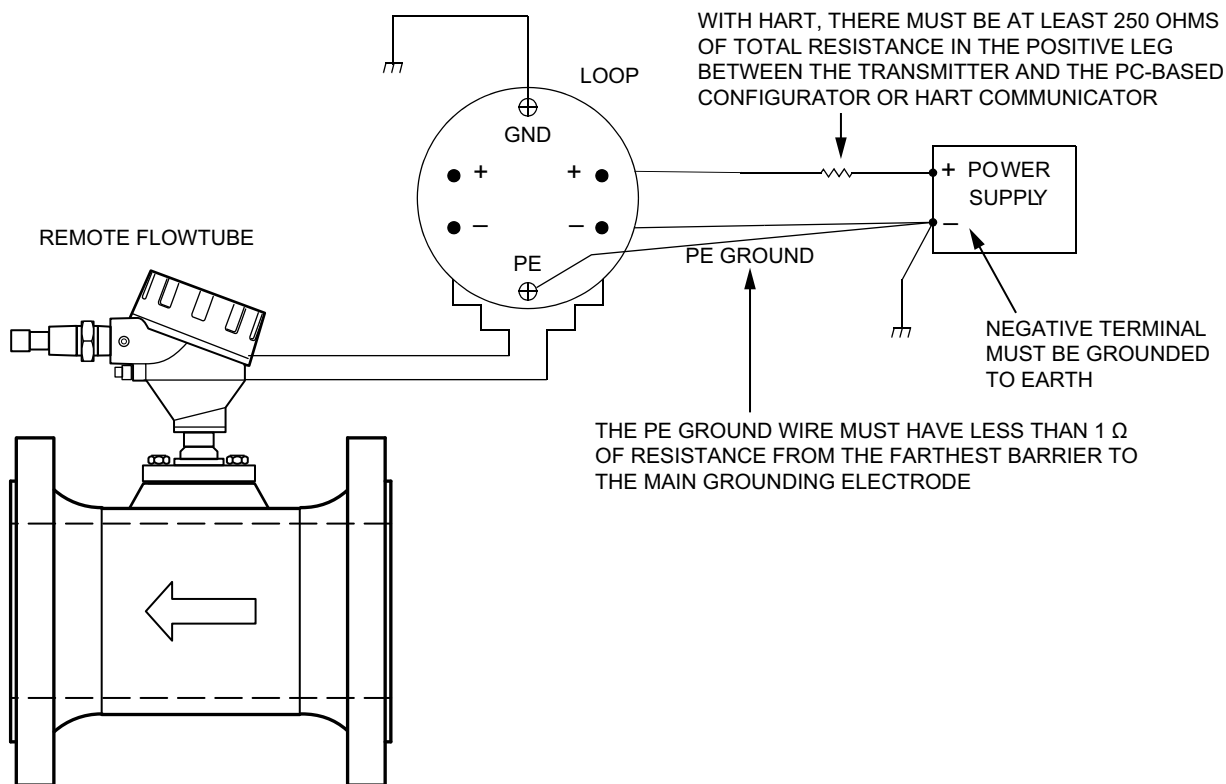 WITH HART, THERE MUST BE AT LEAST 250 OHMS
OF TOTAL RESISTANCE IN THE POSITIVE LEG
BETWEEN THE TRANSMITTER AND THE PC-BASED
CONFIGURATOR OR HART COMMUNICATOR
LOOP
GND
+ +
− −
PE
+ POWER
SUPPLY
−
PE GROUND
REMOTE FLOWTUBE
NEGATIVE TERMINAL
MUST BE GROUNDED
TO EARTH
THE PE GROUND WIRE MUST HAVE LESS THAN 1 Ω
OF RESISTANCE FROM THE FARTHEST BARRIER TO
THE MAIN GROUNDING ELECTRODE